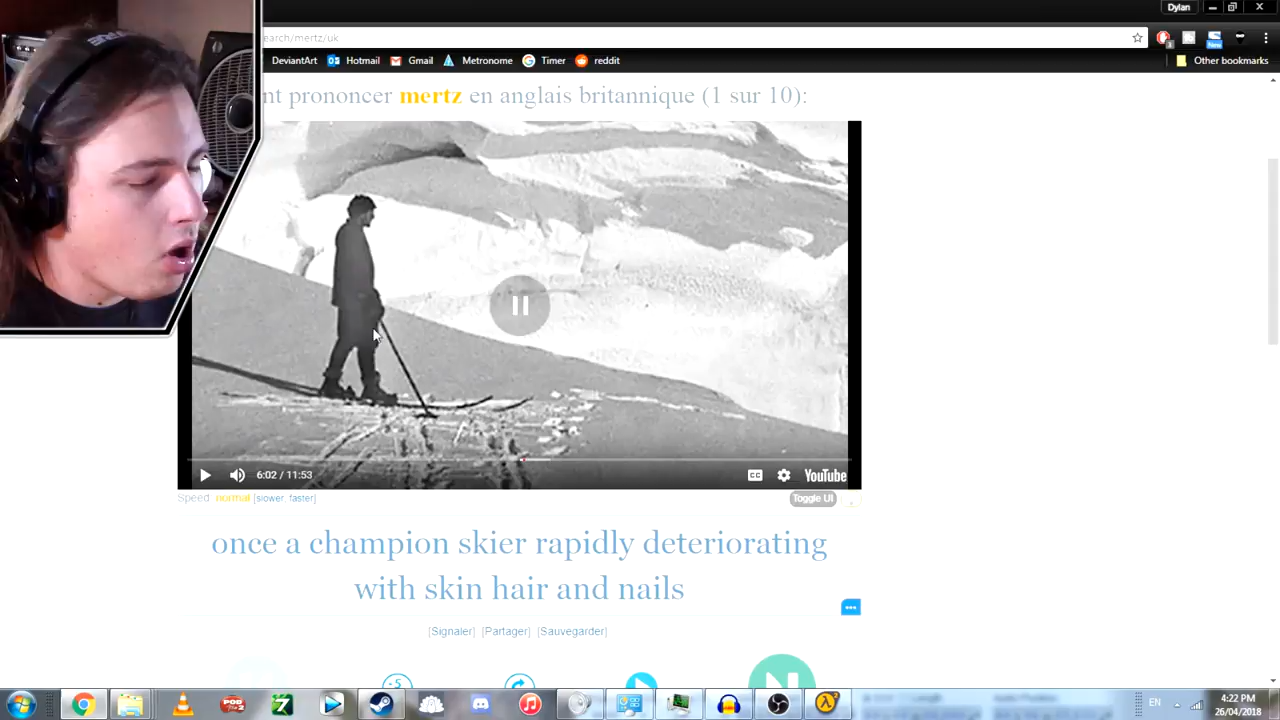 Dylan
earch/mertz/uk
DeviantArt Hotmail Gmail Metronome Timer reddit Other bookmarks
nt prononcer mertz en anglais britannique (1 sur 10):
6:02 / 11:53 CC YouTube
Speed: normal [slower, faster] Toggle UI
once a champion skier rapidly deteriorating
with skin hair and nails
[Signaler] [Partager] [Sauvegarder]
EN 4:22 PM
26/04/2018